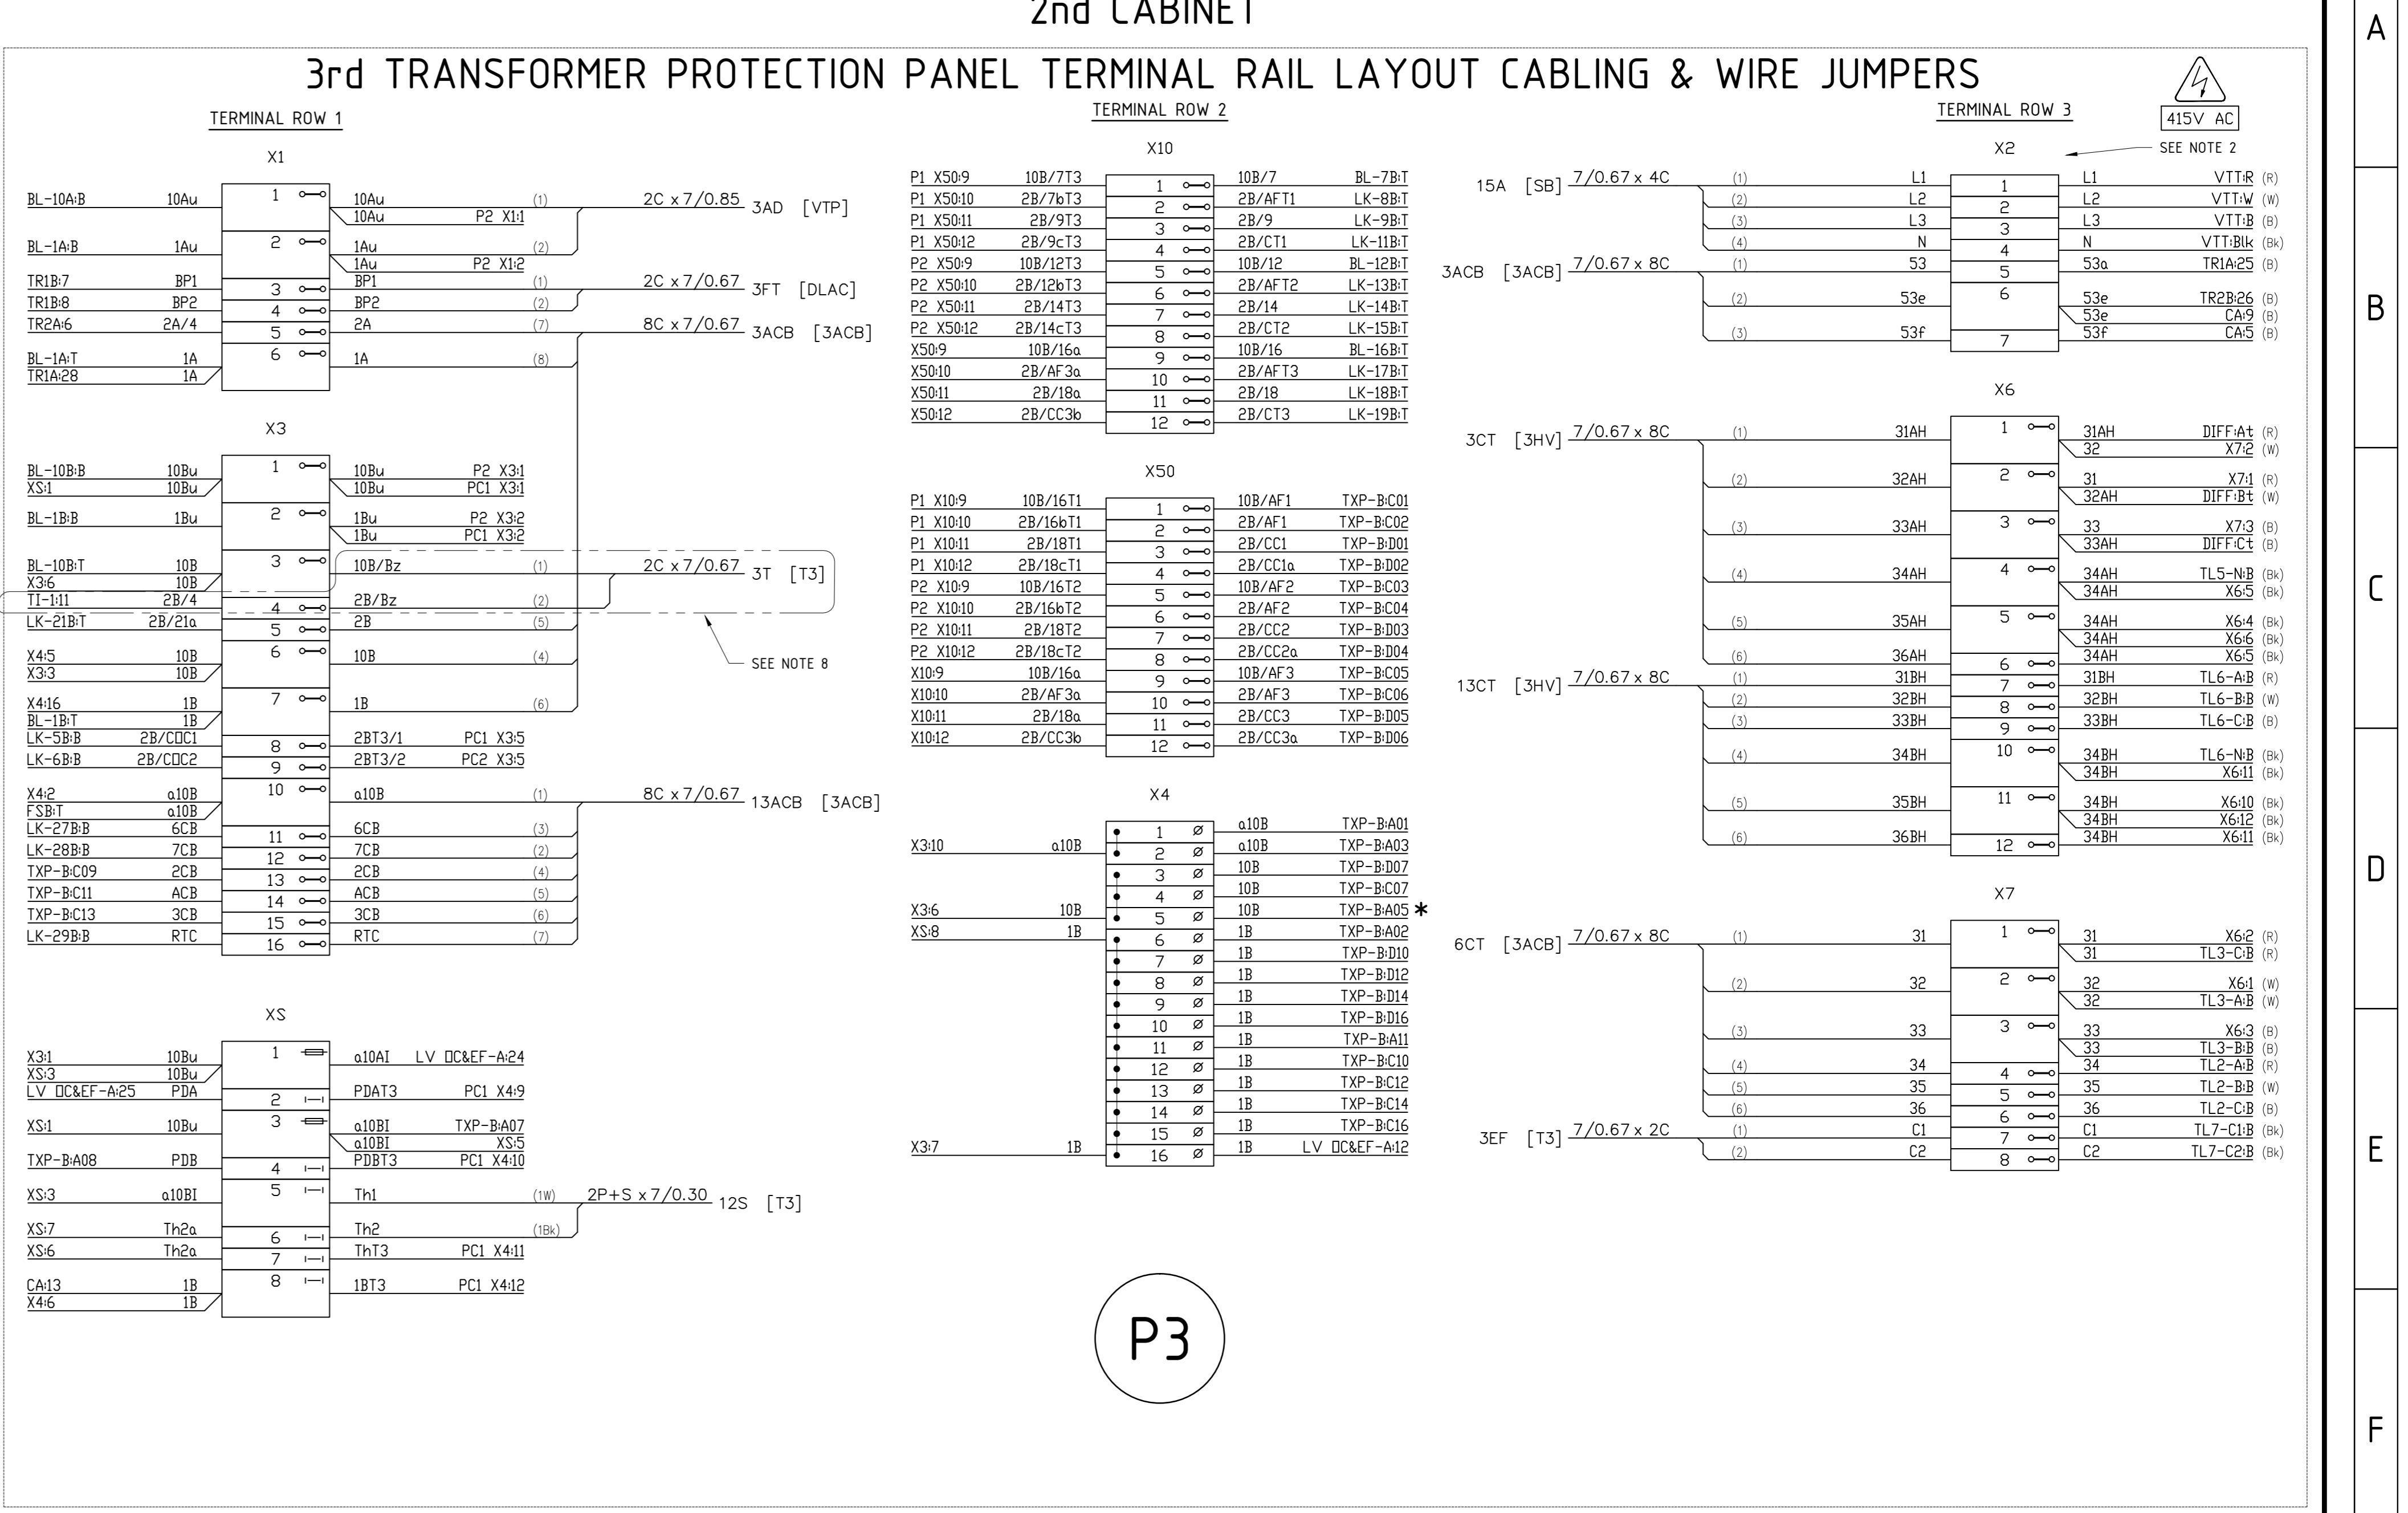 2nd CABINET
3rd TRANSFORMER PROTECTION PANEL TERMINAL RAIL LAYOUT CABLING & WIRE JUMPERS
415V AC
SEE NOTE 2
TERMINAL ROW 1
X1
BL-10A:B 10Au 1 10Au (1) 2C x 7/0.85 3AD [VTP]
10Au P2 X1:1
BL-1A:B 1Au 2 1Au (2)
1Au P2 X1:2
TR1B:7 BP1 3 BP1 (1) 2C x 7/0.67 3FT [DLAC]
TR1B:8 BP2 4 BP2 (2)
TR2A:6 2A/4 5 2A (7) 8C x 7/0.67 3ACB [3ACB]
BL-1A:T 1A 6 1A (8)
TR1A:28 1A
X3
BL-10B:B 10Bu 1 10Bu P2 X3:1
XS:1 10Bu 10Bu PC1 X3:1
BL-1B:B 1Bu 2 1Bu P2 X3:2
1Bu PC1 X3:2
BL-10B:T 10B 3 10B/Bz (1) 2C x 7/0.67 3T [T3]
X3:6 10B
TI-1:11 2B/4 4 2B/Bz (2)
LK-21B:T 2B/21a 5 2B (5)
X4:5 10B 6 10B (4)
X3:3 10B
SEE NOTE 8
X4:16 1B 7 1B (6)
BL-1B:T 1B
LK-5B:B 2B/COC1 8 2BT3/1 PC1 X3:5
LK-6B:B 2B/COC2 9 2BT3/2 PC2 X3:5
X4:2 a10B 10 a10B (1) 8C x 7/0.67 13ACB [3ACB]
FSB:T a10B
LK-27B:B 6CB 11 6CB (3)
LK-28B:B 7CB 12 7CB (2)
TXP-B:C09 2CB 13 2CB (4)
TXP-B:C11 ACB 14 ACB (5)
TXP-B:C13 3CB 15 3CB (6)
LK-29B:B RTC 16 RTC (7)
XS
X3:1 10Bu 1 a10AI LV OC&EF-A:24
XS:3 10Bu
LV OC&EF-A:25 PDA 2 PDAT3 PC1 X4:9
XS:1 10Bu 3 a10BI TXP-B:A07
a10BI XS:5
TXP-B:A08 PDB 4 PDBT3 PC1 X4:10
XS:3 a10BI 5 Th1 (1W) 2P+S x 7/0.30 12S [T3]
XS:7 Th2a 6 Th2 (1Bk)
XS:6 Th2a 7 ThT3 PC1 X4:11
CA:13 1B 8 1BT3 PC1 X4:12
X4:6 1B
TERMINAL ROW 2
X10
P1 X50:9 10B/7T3 1 10B/7 BL-7B:T
P1 X50:10 2B/7bT3 2 2B/AFT1 LK-8B:T
P1 X50:11 2B/9T3 3 2B/9 LK-9B:T
P1 X50:12 2B/9cT3 4 2B/CT1 LK-11B:T
P2 X50:9 10B/12T3 5 10B/12 BL-12B:T
P2 X50:10 2B/12bT3 6 2B/AFT2 LK-13B:T
P2 X50:11 2B/14T3 7 2B/14 LK-14B:T
P2 X50:12 2B/14cT3 8 2B/CT2 LK-15B:T
X50:9 10B/16a 9 10B/16 BL-16B:T
X50:10 2B/AF3a 10 2B/AFT3 LK-17B:T
X50:11 2B/18a 11 2B/18 LK-18B:T
X50:12 2B/CC3b 12 2B/CT3 LK-19B:T
X50
P1 X10:9 10B/16T1 1 10B/AF1 TXP-B:C01
P1 X10:10 2B/16bT1 2 2B/AF1 TXP-B:C02
P1 X10:11 2B/18T1 3 2B/CC1 TXP-B:D01
P1 X10:12 2B/18cT1 4 2B/CC1a TXP-B:D02
P2 X10:9 10B/16T2 5 10B/AF2 TXP-B:C03
P2 X10:10 2B/16bT2 6 2B/AF2 TXP-B:C04
P2 X10:11 2B/18T2 7 2B/CC2 TXP-B:D03
P2 X10:12 2B/18cT2 8 2B/CC2a TXP-B:D04
X10:9 10B/16a 9 10B/AF3 TXP-B:C05
X10:10 2B/AF3a 10 2B/AF3 TXP-B:C06
X10:11 2B/18a 11 2B/CC3 TXP-B:D05
X10:12 2B/CC3b 12 2B/CC3a TXP-B:D06
X4
1 a10B TXP-B:A01
X3:10 a10B 2 a10B TXP-B:A03
3 10B TXP-B:D07
4 10B TXP-B:C07
X3:6 10B 5 10B TXP-B:A05 *
XS:8 1B 6 1B TXP-B:A02
7 1B TXP-B:D10
8 1B TXP-B:D12
9 1B TXP-B:D14
10 1B TXP-B:D16
11 1B TXP-B:A11
12 1B TXP-B:C10
13 1B TXP-B:C12
14 1B TXP-B:C14
15 1B TXP-B:C16
X3:7 1B 16 1B LV OC&EF-A:12
P3
TERMINAL ROW 3
X2
15A [SB] 7/0.67 x 4C (1) L1 1 L1 VTT:R (R)
(2) L2 2 L2 VTT:W (W)
(3) L3 3 L3 VTT:B (B)
(4) N 4 N VTT:Blk (Bk)
3ACB [3ACB] 7/0.67 x 8C (1) 53 5 53a TR1A:25 (B)
(2) 53e 6 53e TR2B:26 (B)
53e CA:9 (B)
(3) 53f 7 53f CA:5 (B)
X6
3CT [3HV] 7/0.67 x 8C (1) 31AH 1 31AH DIFF:At (R)
32 X7:2 (W)
(2) 32AH 2 31 X7:1 (R)
32AH DIFF:Bt (W)
(3) 33AH 3 33 X7:3 (B)
33AH DIFF:Ct (B)
(4) 34AH 4 34AH TL5-N:B (Bk)
34AH X6:5 (Bk)
(5) 35AH 5 34AH X6:4 (Bk)
34AH X6:6 (Bk)
(6) 36AH 6 34AH X6:5 (Bk)
13CT [3HV] 7/0.67 x 8C (1) 31BH 7 31BH TL6-A:B (R)
(2) 32BH 8 32BH TL6-B:B (W)
(3) 33BH 9 33BH TL6-C:B (B)
(4) 34BH 10 34BH TL6-N:B (Bk)
34BH X6:11 (Bk)
(5) 35BH 11 34BH X6:10 (Bk)
34BH X6:12 (Bk)
(6) 36BH 12 34BH X6:11 (Bk)
X7
6CT [3ACB] 7/0.67 x 8C (1) 31 1 31 X6:2 (R)
31 TL3-C:B (R)
(2) 32 2 32 X6:1 (W)
32 TL3-A:B (W)
(3) 33 3 33 X6:3 (B)
33 TL3-B:B (B)
(4) 34 4 34 TL2-A:B (R)
(5) 35 5 35 TL2-B:B (W)
(6) 36 6 36 TL2-C:B (B)
3EF [T3] 7/0.67 x 2C (1) C1 7 C1 TL7-C1:B (Bk)
(2) C2 8 C2 TL7-C2:B (Bk)
A
B
C
D
E
F